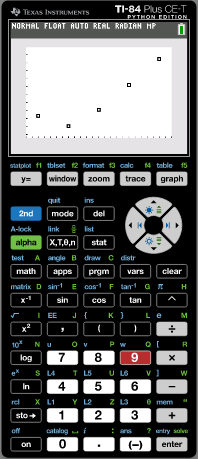 TEXAS INSTRUMENTS TI-84 Plus CE-T
PYTHON EDITION
NORMAL FLOAT AUTO REAL RADIAN MP
statplot f1 tblset f2 format f3 calc f4 table f5
y= window zoom trace graph
quit ins
2nd mode del
A-lock link list
alpha X,T,θ,n stat
test A angle B draw C distr
math apps prgm vars clear
matrix D sin⁻¹ E cos⁻¹ F tan⁻¹ G π H
x⁻¹ sin cos tan ^
√ I EE J { K } L e M
x² , ( ) ÷
10ˣ N u O v P w Q [ R
log 7 8 9 ×
eˣ S L4 T L5 U L6 V ] W
ln 4 5 6 −
rcl X L1 Y L2 Z L3 θ mem "
sto→ 1 2 3 +
off catalog ⎵ i : ans ? entry solve
on 0 . (−) enter